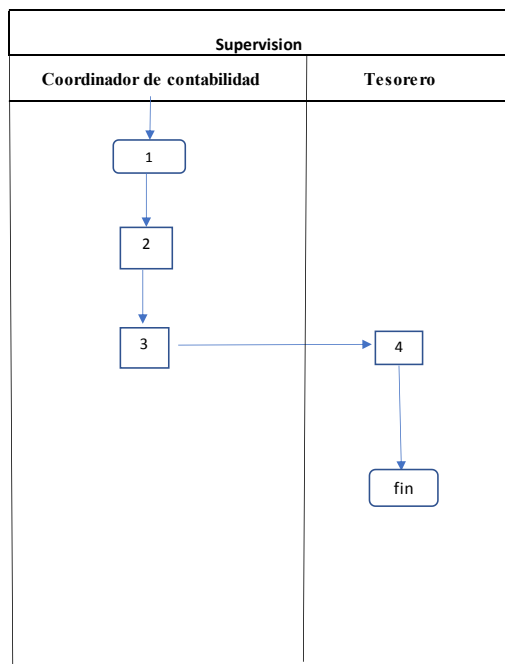 Supervision
Coordinador de contabilidad
Tesorero
1
2
3
4
fin